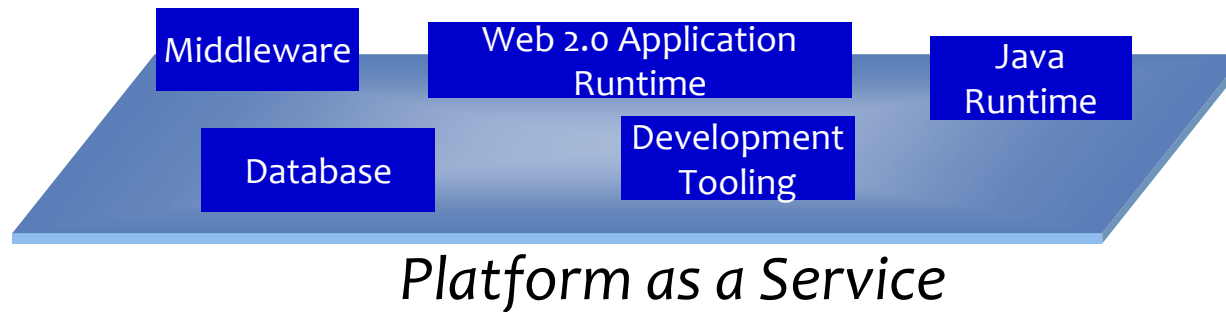 Middleware
Web 2.0 Application
Runtime
Java
Runtime
Database
Development
Tooling
Platform as a Service